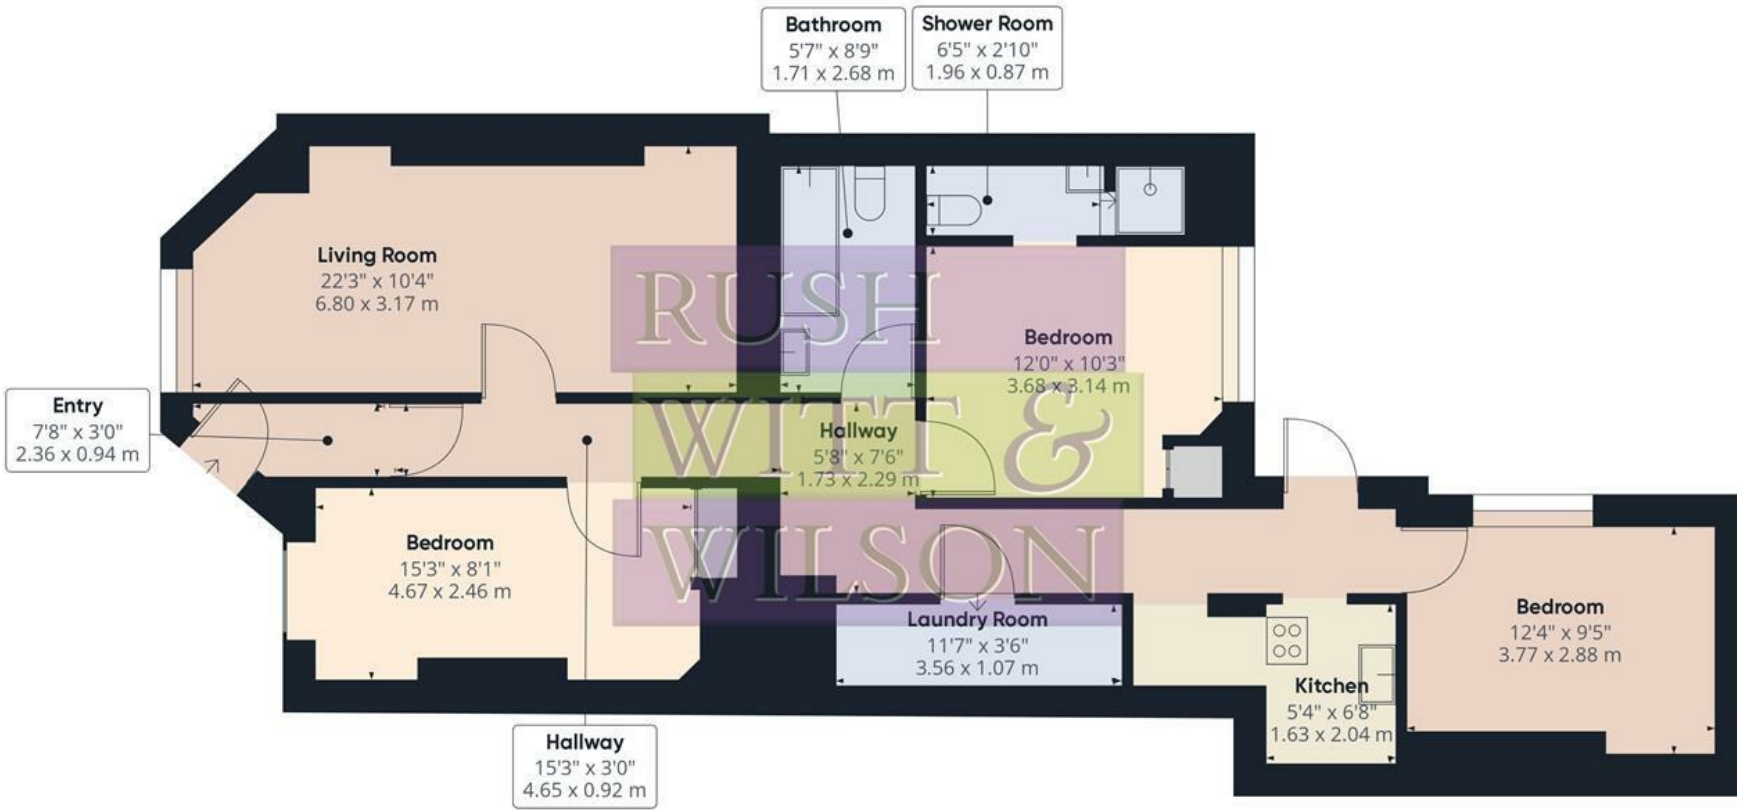 Bathroom
5'7" x 8'9"
1.71 x 2.68 m
Shower Room
6'5" x 2'10"
1.96 x 0.87 m
Living Room
22'3" x 10'4"
6.80 x 3.17 m
RUSH
WITT &
WILSON
Bedroom
12'0" x 10'3"
3.68 x 3.14 m
Entry
7'8" x 3'0"
2.36 x 0.94 m
Hallway
5'8" x 7'6"
1.73 x 2.29 m
Bedroom
15'3" x 8'1"
4.67 x 2.46 m
Laundry Room
11'7" x 3'6"
3.56 x 1.07 m
Bedroom
12'4" x 9'5"
3.77 x 2.88 m
Kitchen
5'4" x 6'8"
1.63 x 2.04 m
Hallway
15'3" x 3'0"
4.65 x 0.92 m